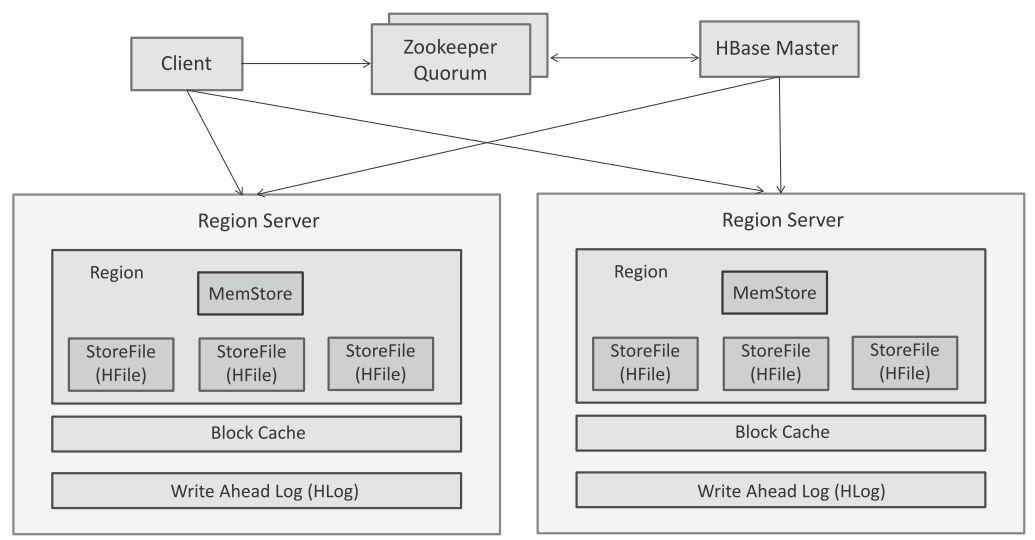 Client
Zookeeper
Quorum
HBase Master
Region Server
Region
MemStore
StoreFile
(HFile)
StoreFile
(HFile)
StoreFile
(HFile)
Block Cache
Write Ahead Log (HLog)
Region Server
Region
MemStore
StoreFile
(HFile)
StoreFile
(HFile)
StoreFile
(HFile)
Block Cache
Write Ahead Log (HLog)